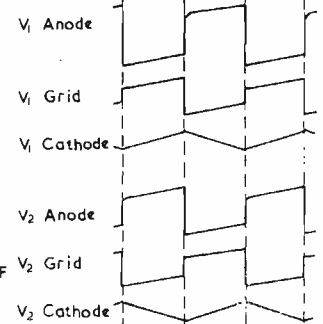 V₁ Anode
V₁ Grid
V₁ Cathode
V₂ Anode
F V₂ Grid
V₂ Cathode